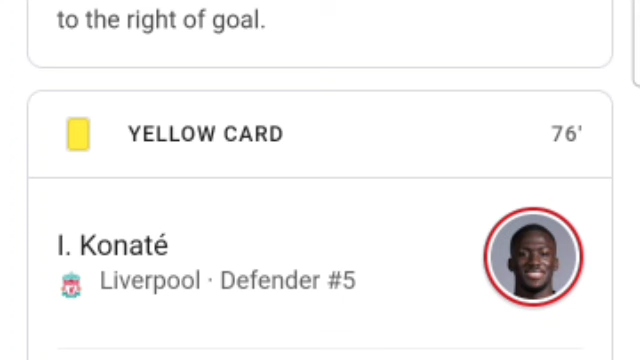 to the right of goal.
YELLOW CARD 76'
I. Konaté
Liverpool · Defender #5